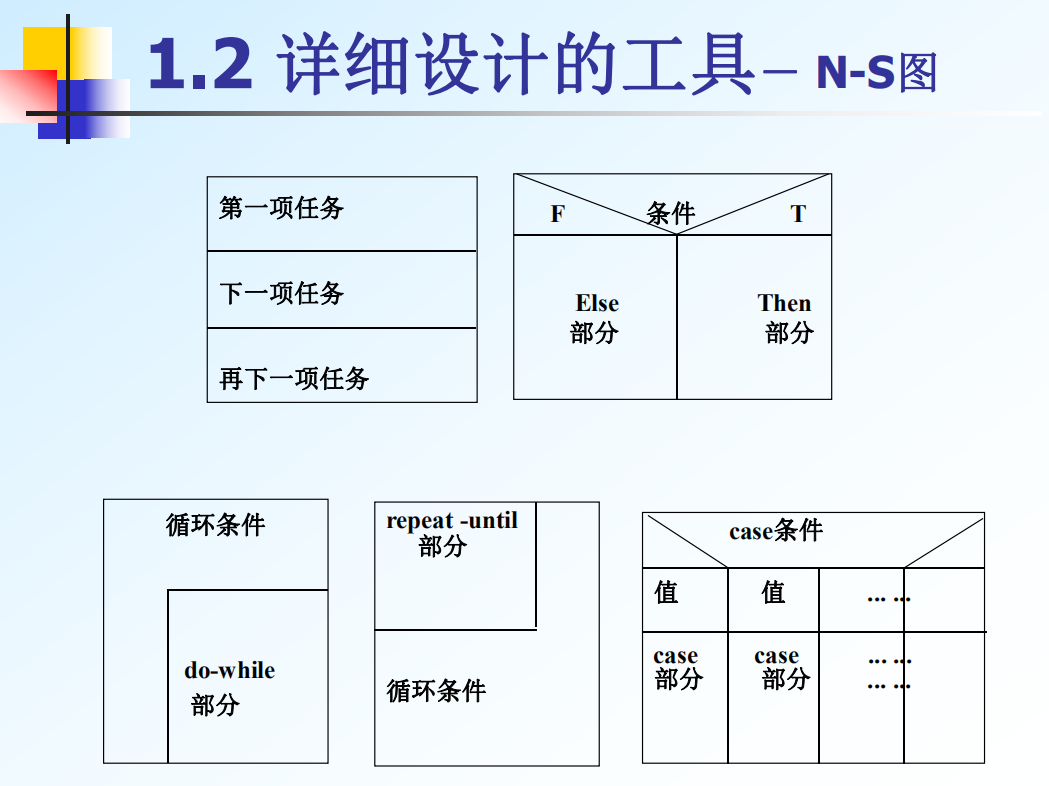 1.2 详细设计的工具– N-S图
第一项任务
下一项任务
再下一项任务
F 条件 T
Else
部分
Then
部分
循环条件
do-while
部分
repeat -until
部分
循环条件
case条件
值 值 ... ...
case case ... ...
部分 部分 ... ...